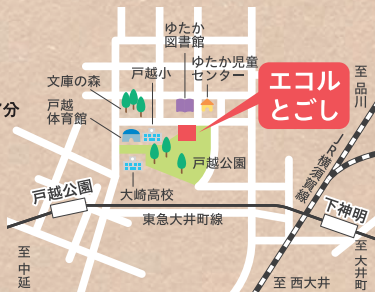 ゆたか
図書館
ゆたか児童
センター
文庫の森
戸越小
エコル
とごし
至品川
分
戸越
体育館
JR横須賀線
戸越公園
大崎高校
戸越公園
下神明
東急大井町線
至中延
至西大井
至大井町